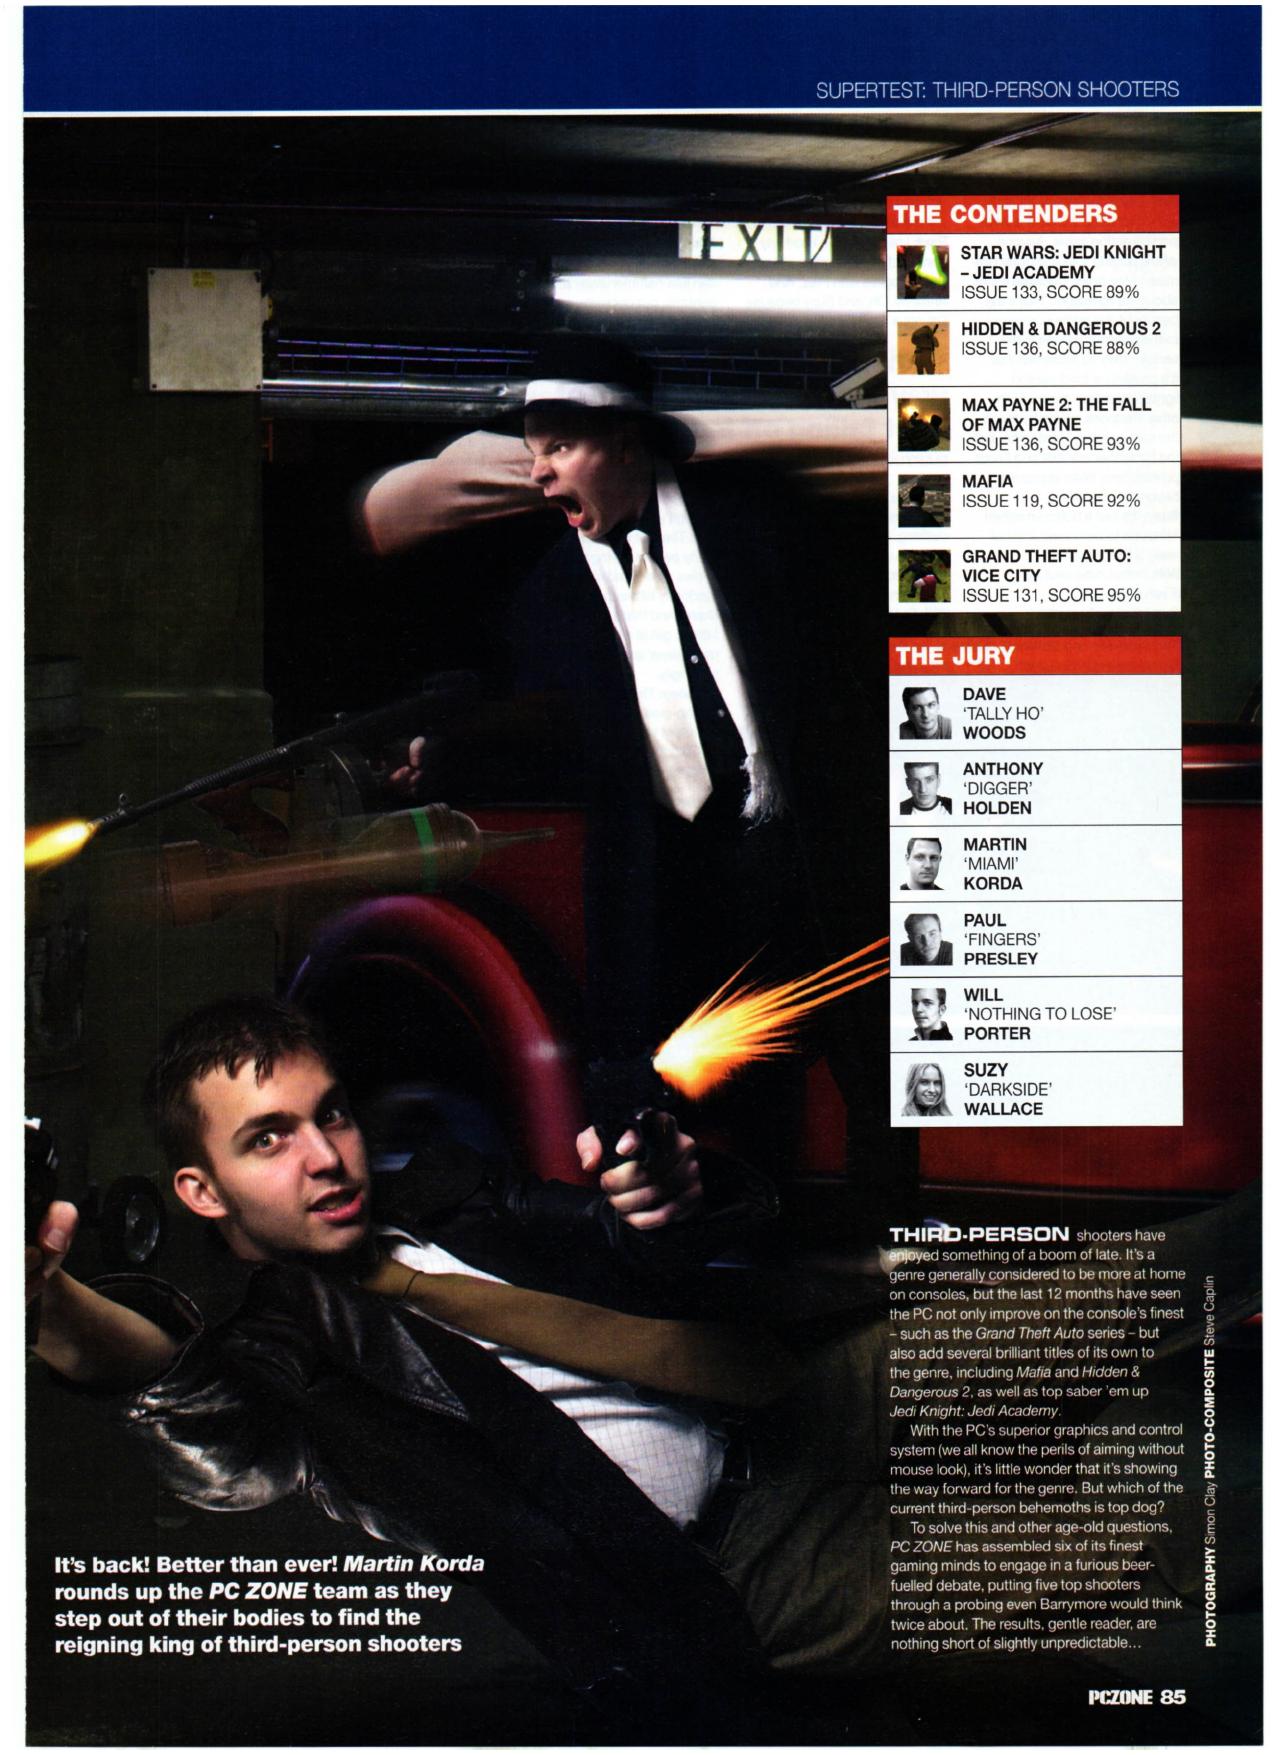 SUPERTEST: THIRD-PERSON SHOOTERS
EXIT
THE CONTENDERS
STAR WARS: JEDI KNIGHT
– JEDI ACADEMY
ISSUE 133, SCORE 89%
HIDDEN & DANGEROUS 2
ISSUE 136, SCORE 88%
MAX PAYNE 2: THE FALL
OF MAX PAYNE
ISSUE 136, SCORE 93%
MAFIA
ISSUE 119, SCORE 92%
GRAND THEFT AUTO:
VICE CITY
ISSUE 131, SCORE 95%
THE JURY
DAVE
'TALLY HO'
WOODS
ANTHONY
'DIGGER'
HOLDEN
MARTIN
'MIAMI'
KORDA
PAUL
'FINGERS'
PRESLEY
WILL
'NOTHING TO LOSE'
PORTER
SUZY
'DARKSIDE'
WALLACE
THIRD-PERSON shooters have
enjoyed something of a boom of late. It's a
genre generally considered to be more at home
on consoles, but the last 12 months have seen
the PC not only improve on the console's finest
– such as the Grand Theft Auto series – but
also add several brilliant titles of its own to
the genre, including Mafia and Hidden &
Dangerous 2, as well as top saber 'em up
Jedi Knight: Jedi Academy.
With the PC's superior graphics and control
system (we all know the perils of aiming without
mouse look), it's little wonder that it's showing
the way forward for the genre. But which of the
current third-person behemoths is top dog?
To solve this and other age-old questions,
PC ZONE has assembled six of its finest
gaming minds to engage in a furious beer-
fuelled debate, putting five top shooters
through a probing even Barrymore would think
twice about. The results, gentle reader, are
nothing short of slightly unpredictable...
PHOTOGRAPHY Simon Clay PHOTO-COMPOSITE Steve Caplin
It's back! Better than ever! Martin Korda
rounds up the PC ZONE team as they
step out of their bodies to find the
reigning king of third-person shooters
PCZONE 85